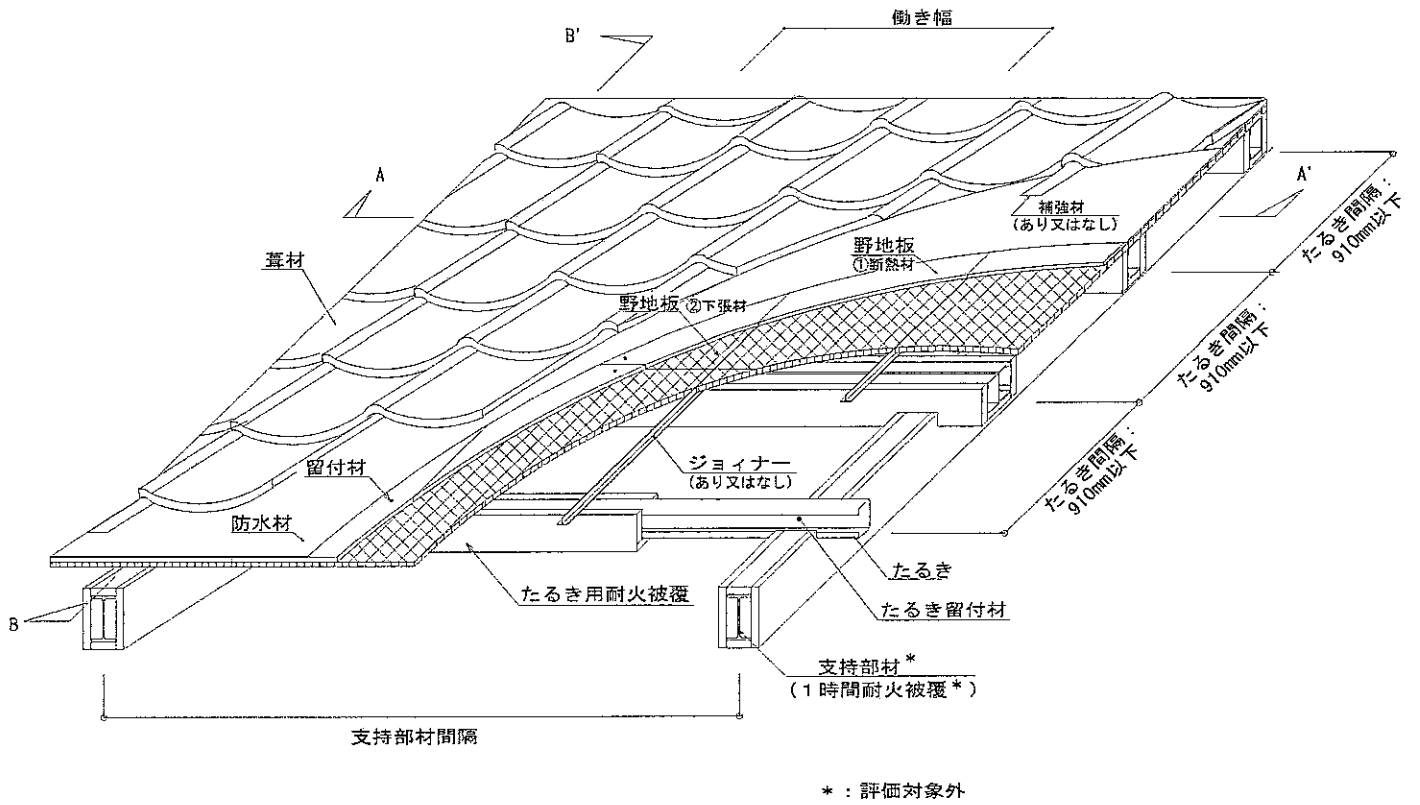 働き幅
B'
A
A'
補強材
(あり又はなし)
たるき間隔：
910mm以下
葺材
野地板
①断熱材
野地板 ②下張材
たるき間隔：
910mm以下
留付材
ジョイナー
(あり又はなし)
たるき間隔：
910mm以下
防水材
たるき用耐火被覆
たるき
たるき留付材
B
支持部材*
(1時間耐火被覆*)
支持部材間隔
*：評価対象外